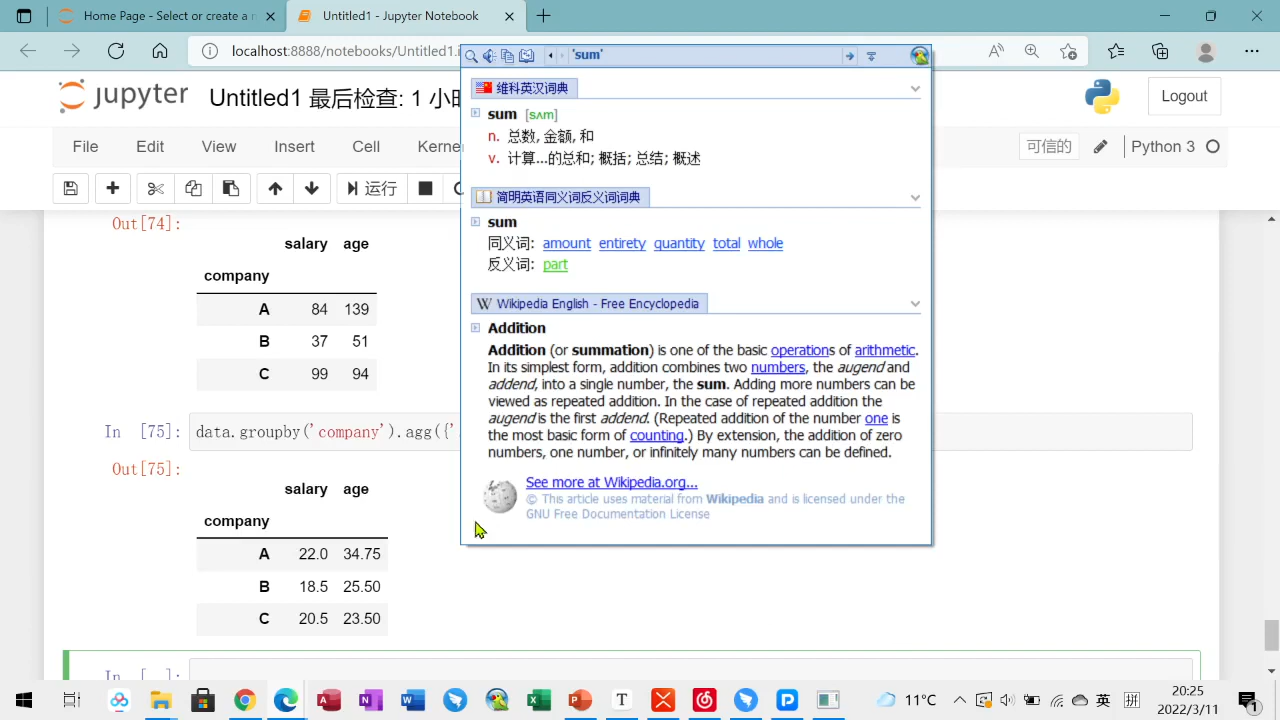 Home Page - Select or
Untitled1 - Jupyter Notebook
localhost:8888/notebooks/Untitled1.
'sum'
jupyter Untitled1 最后检查: 1 小
Logout
File Edit View Insert Cell Kerne
可信的
Python 3
运行
维科英汉词典
sum [sʌm]
n. 总数, 金额, 和
v. 计算...的总和; 概括; 总结; 概述
简明英语同义词反义词词典
sum
同义词: amount entirety quantity total whole
反义词: part
Wikipedia English - Free Encyclopedia
Addition
Addition (or summation) is one of the basic operations of arithmetic.
In its simplest form, addition combines two numbers, the augend and
addend, into a single number, the sum. Adding more numbers can be
viewed as repeated addition. In the case of repeated addition the
augend is the first addend. (Repeated addition of the number one is
the most basic form of counting.) By extension, the addition of zero
numbers, one number, or infinitely many numbers can be defined.
See more at Wikipedia.org...
© This article uses material from Wikipedia and is licensed under the
GNU Free Documentation License
Out[74]:
salary age
company
A 84 139
B 37 51
C 99 94
In [75]: data.groupby('company').agg({'
Out[75]:
salary age
company
A 22.0 34.75
B 18.5 25.50
C 20.5 23.50
In [ ]:
11°C
英
拼
20:25
2022/3/11
1